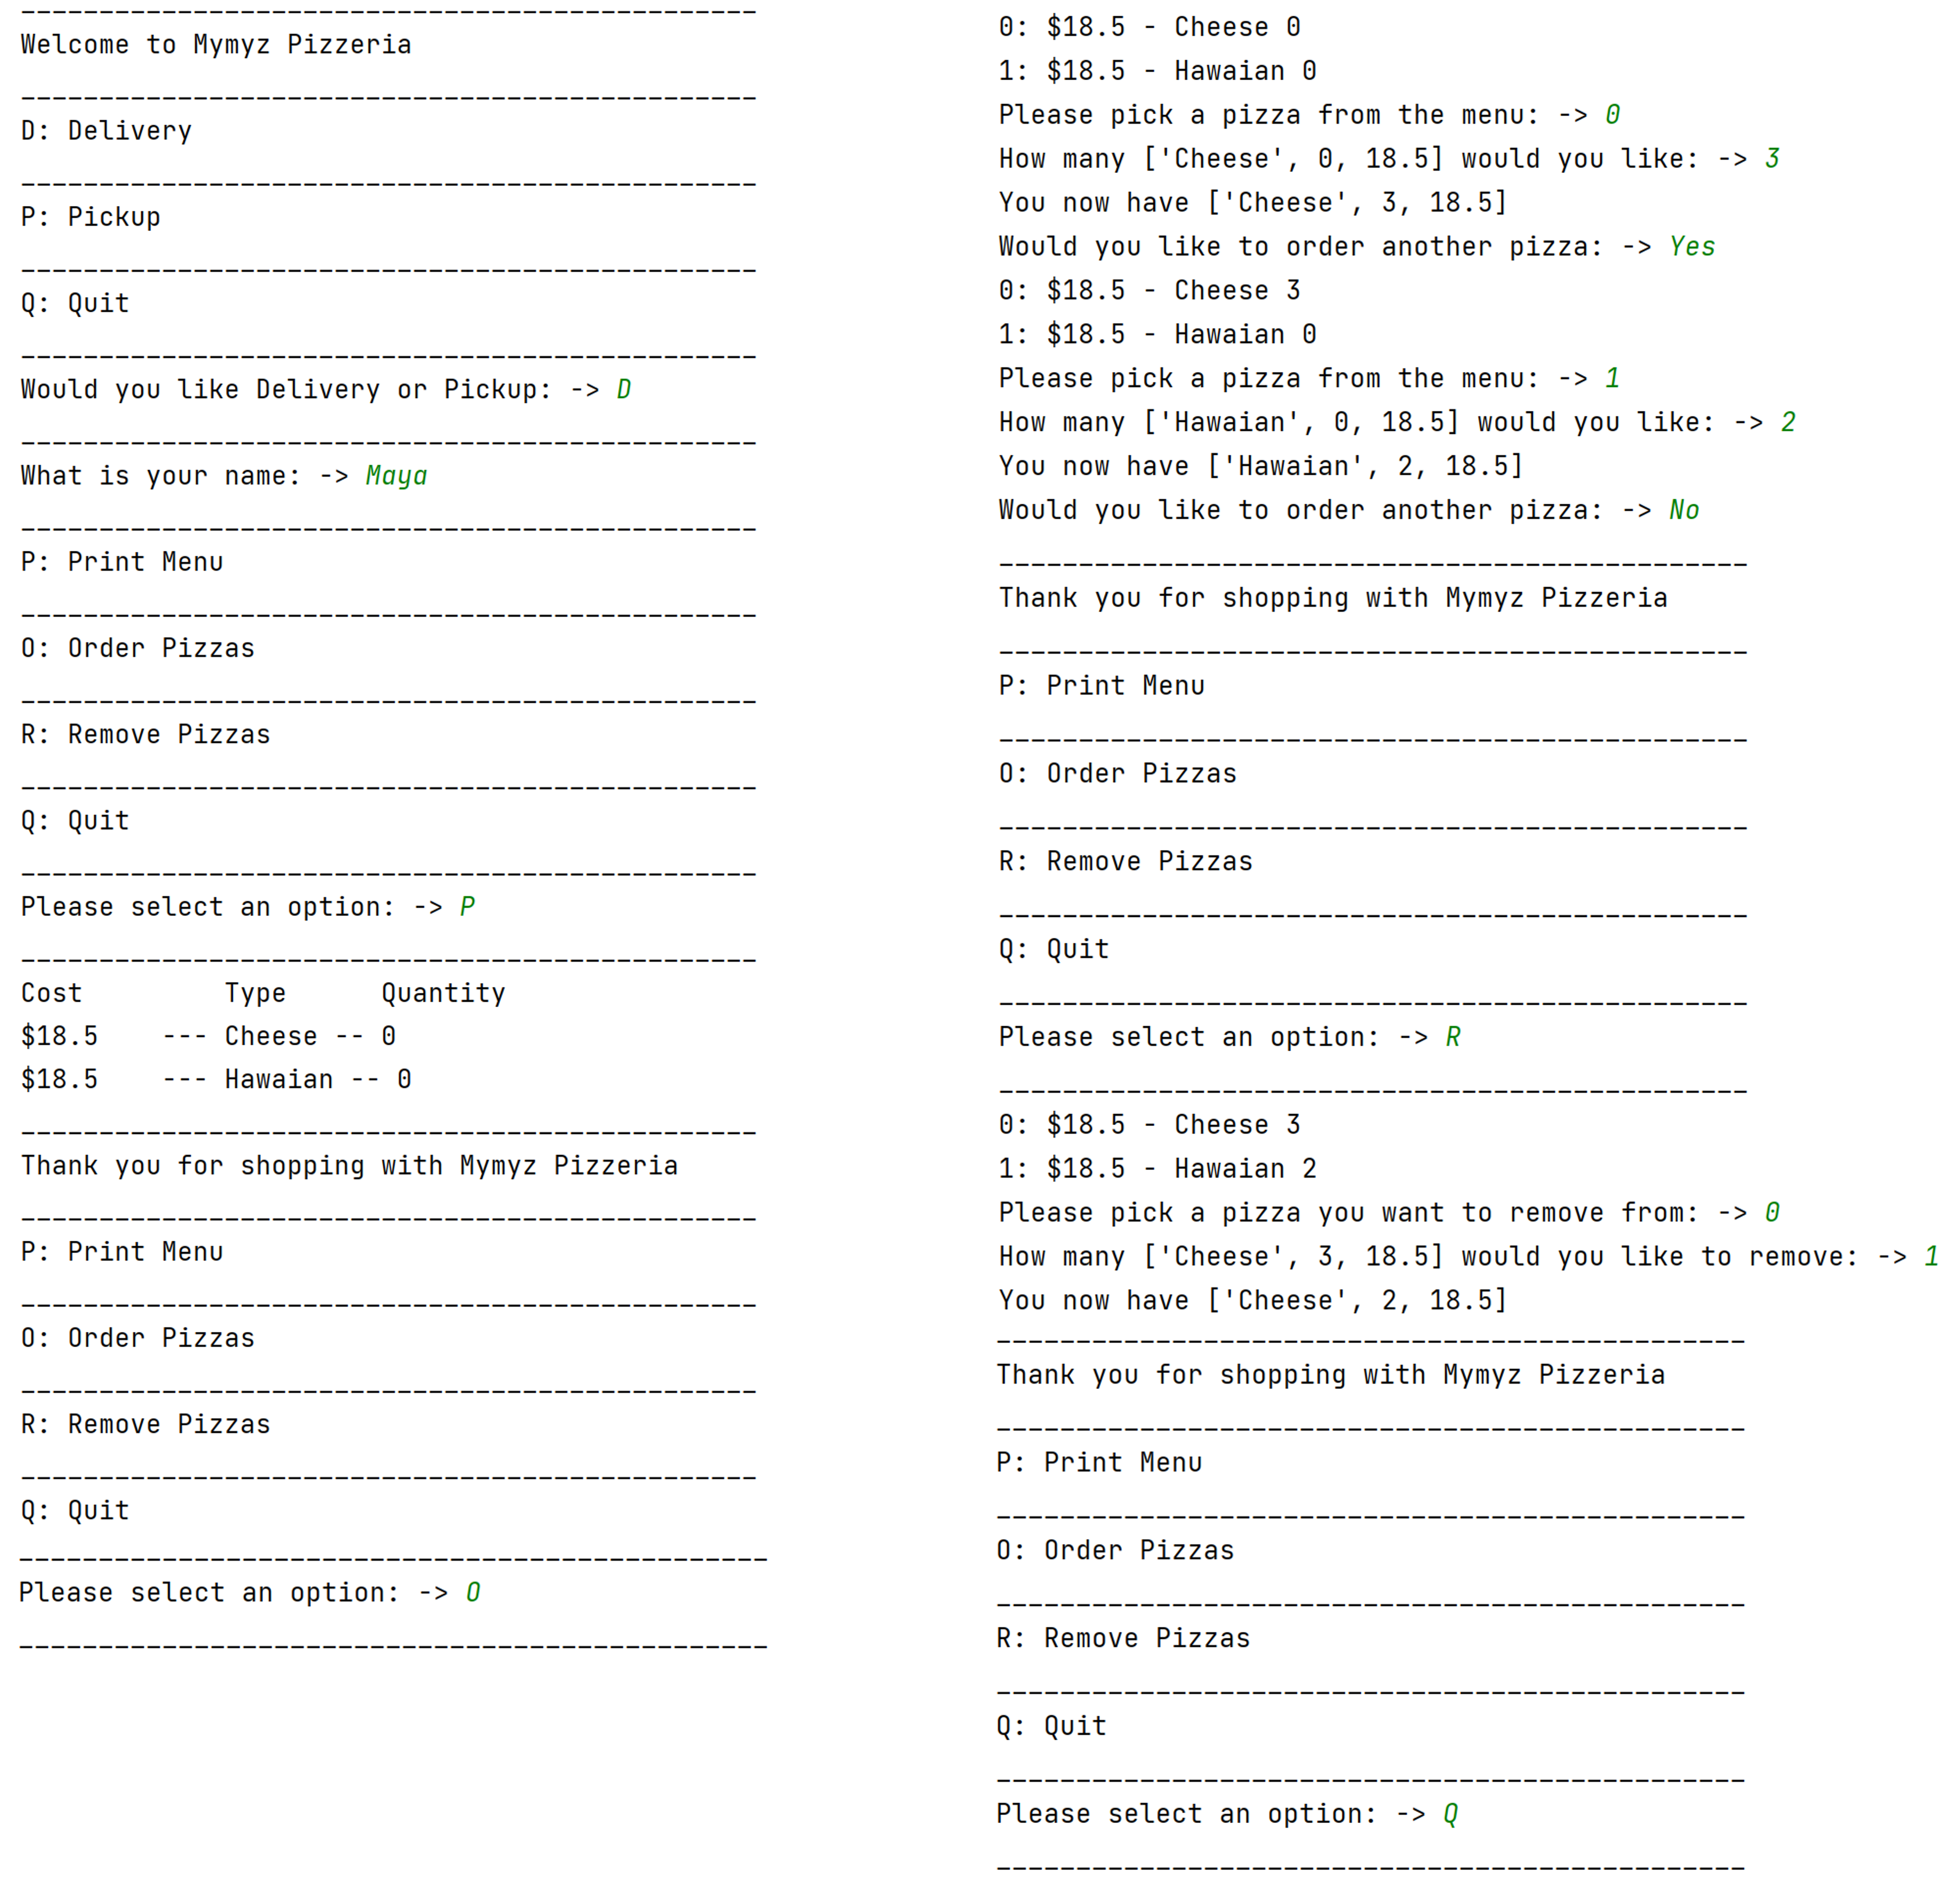 -----------------------------------------------
Welcome to Mymyz Pizzeria
-----------------------------------------------
D: Delivery
-----------------------------------------------
P: Pickup
-----------------------------------------------
Q: Quit
-----------------------------------------------
Would you like Delivery or Pickup: -> D
-----------------------------------------------
What is your name: -> Maya
-----------------------------------------------
P: Print Menu
-----------------------------------------------
O: Order Pizzas
-----------------------------------------------
R: Remove Pizzas
-----------------------------------------------
Q: Quit
-----------------------------------------------
Please select an option: -> P
-----------------------------------------------
Cost         Type      Quantity
$18.5    --- Cheese -- 0
$18.5    --- Hawaian -- 0
-----------------------------------------------
Thank you for shopping with Mymyz Pizzeria
-----------------------------------------------
P: Print Menu
-----------------------------------------------
O: Order Pizzas
-----------------------------------------------
R: Remove Pizzas
-----------------------------------------------
Q: Quit
-----------------------------------------------
Please select an option: -> O
-----------------------------------------------
0: $18.5 - Cheese 0
1: $18.5 - Hawaian 0
Please pick a pizza from the menu: -> 0
How many ['Cheese', 0, 18.5] would you like: -> 3
You now have ['Cheese', 3, 18.5]
Would you like to order another pizza: -> Yes
0: $18.5 - Cheese 3
1: $18.5 - Hawaian 0
Please pick a pizza from the menu: -> 1
How many ['Hawaian', 0, 18.5] would you like: -> 2
You now have ['Hawaian', 2, 18.5]
Would you like to order another pizza: -> No
-----------------------------------------------
Thank you for shopping with Mymyz Pizzeria
-----------------------------------------------
P: Print Menu
-----------------------------------------------
O: Order Pizzas
-----------------------------------------------
R: Remove Pizzas
-----------------------------------------------
Q: Quit
-----------------------------------------------
Please select an option: -> R
-----------------------------------------------
0: $18.5 - Cheese 3
1: $18.5 - Hawaian 2
Please pick a pizza you want to remove from: -> 0
How many ['Cheese', 3, 18.5] would you like to remove: -> 1
You now have ['Cheese', 2, 18.5]
-----------------------------------------------
Thank you for shopping with Mymyz Pizzeria
-----------------------------------------------
P: Print Menu
-----------------------------------------------
O: Order Pizzas
-----------------------------------------------
R: Remove Pizzas
-----------------------------------------------
Q: Quit
-----------------------------------------------
Please select an option: -> Q
-----------------------------------------------